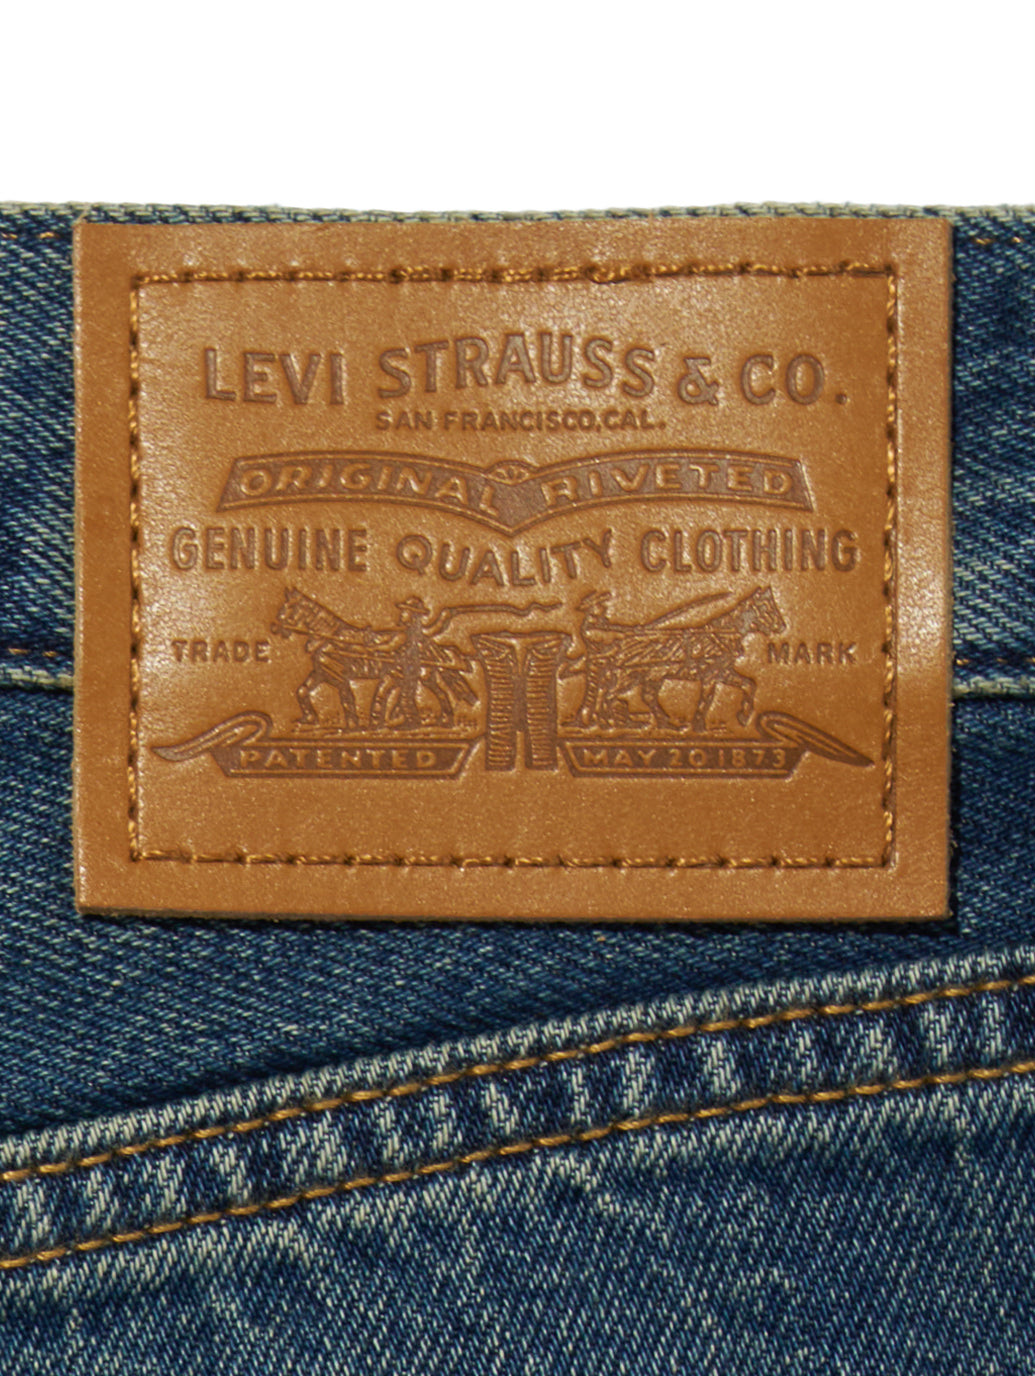 LEVI STRAUSS & CO.
SAN FRANCISCO, CAL.
ORIGINAL RIVETED
GENUINE QUALITY CLOTHING
TRADE MARK
PATENTED MAY 20 1873